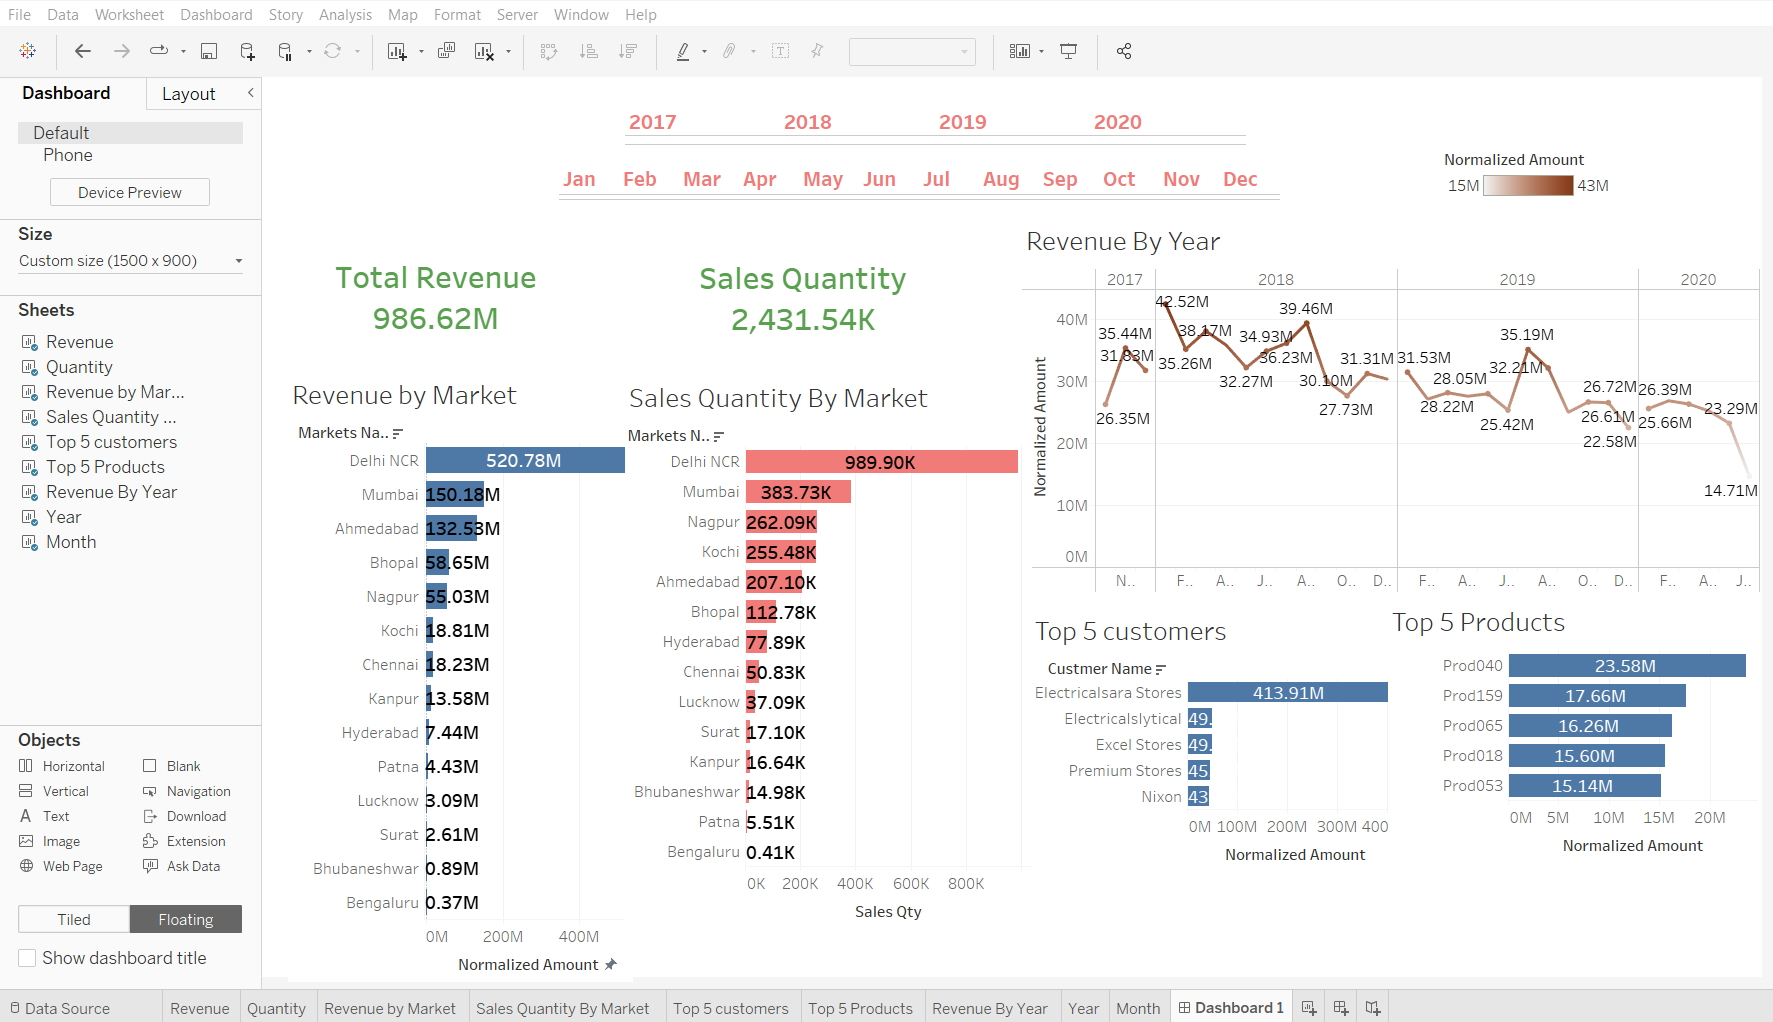 File Data Worksheet Dashboard Story Analysis Map Format Server Window Help
Dashboard Layout
Default
Phone
Device Preview
Size
Custom size (1500 x 900)
Sheets
Revenue
Quantity
Revenue by Mar...
Sales Quantity ...
Top 5 customers
Top 5 Products
Revenue By Year
Year
Month
Objects
Horizontal Blank
Vertical Navigation
Text Download
Image Extension
Web Page Ask Data
Tiled Floating
Show dashboard title
2017 2018 2019 2020
Jan Feb Mar Apr May Jun Jul Aug Sep Oct Nov Dec
Normalized Amount
15M 43M
Total Revenue
986.62M
Sales Quantity
2,431.54K
Revenue by Market
Markets Na..
Delhi NCR 520.78M
Mumbai 150.18M
Ahmedabad 132.53M
Bhopal 58.65M
Nagpur 55.03M
Kochi 18.81M
Chennai 18.23M
Kanpur 13.58M
Hyderabad 7.44M
Patna 4.43M
Lucknow 3.09M
Surat 2.61M
Bhubaneshwar 0.89M
Bengaluru 0.37M
0M 200M 400M
Normalized Amount
Sales Quantity By Market
Markets N..
Delhi NCR 989.90K
Mumbai 383.73K
Nagpur 262.09K
Kochi 255.48K
Ahmedabad 207.10K
Bhopal 112.78K
Hyderabad 77.89K
Chennai 50.83K
Lucknow 37.09K
Surat 17.10K
Kanpur 16.64K
Bhubaneshwar 14.98K
Patna 5.51K
Bengaluru 0.41K
0K 200K 400K 600K 800K
Sales Qty
Revenue By Year
2017 2018 2019 2020
Normalized Amount
40M
30M
20M
10M
0M
26.35M
35.44M
31.83M
42.52M
35.26M
38.17M
32.27M
34.93M
36.23M
39.46M
30.10M
27.73M
31.31M
31.53M
28.22M
28.05M
25.42M
32.21M
35.19M
26.72M
26.61M
22.58M
26.39M
25.66M
23.29M
14.71M
N.. F.. A.. J.. A.. O.. D.. F.. A.. J.. A.. O.. D.. F.. A.. J..
Top 5 customers
Custmer Name
Electricalsara Stores 413.91M
Electricalslytical 49.
Excel Stores 49.
Premium Stores 45
Nixon 43
0M 100M 200M 300M 400
Normalized Amount
Top 5 Products
Prod040 23.58M
Prod159 17.66M
Prod065 16.26M
Prod018 15.60M
Prod053 15.14M
0M 5M 10M 15M 20M
Normalized Amount
Data Source Revenue Quantity Revenue by Market Sales Quantity By Market Top 5 customers Top 5 Products Revenue By Year Year Month Dashboard 1